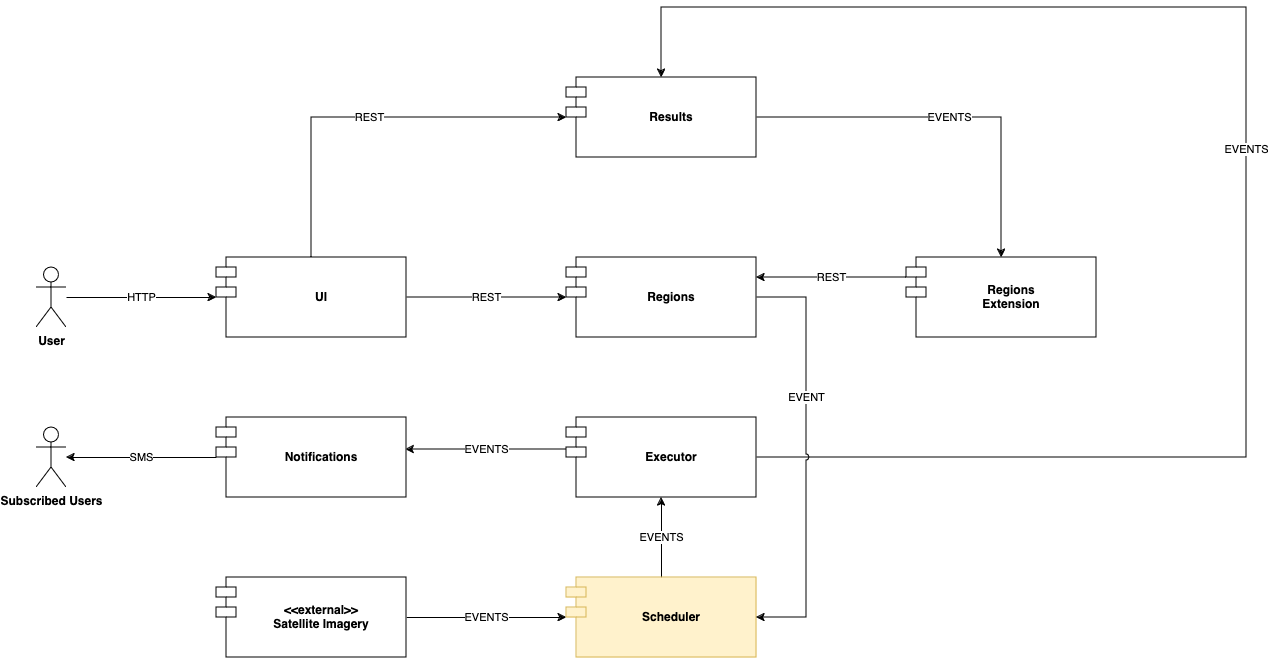 Results
REST
EVENTS
EVENTS
UI
Regions
Regions
Extension
HTTP
REST
REST
User
EVENT
Notifications
Executor
SMS
EVENTS
Subscribed Users
EVENTS
<<external>>
Satellite Imagery
EVENTS
Scheduler